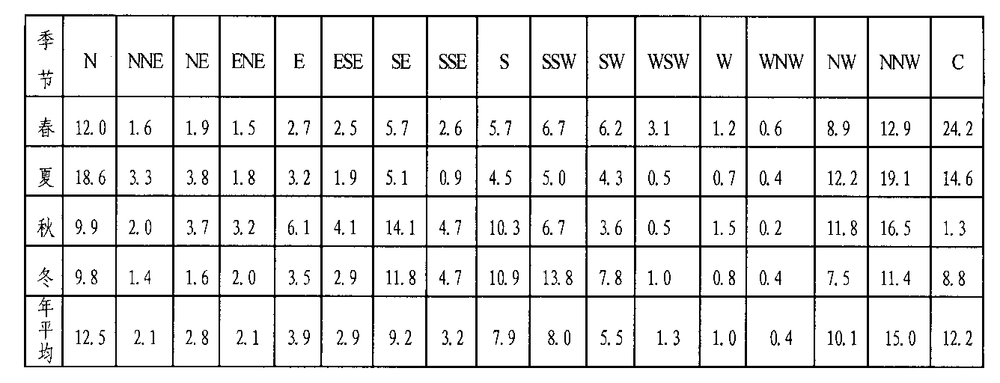 季节 N NNE NE ENE E ESE SE SSE S SSW SW WSW W WNW NW NNW C
春 12.0 1.6 1.9 1.5 2.7 2.5 5.7 2.6 5.7 6.7 6.2 3.1 1.2 0.6 8.9 12.9 24.2
夏 18.6 3.3 3.8 1.8 3.2 1.9 5.1 0.9 4.5 5.0 4.3 0.5 0.7 0.4 12.2 19.1 14.6
秋 9.9 2.0 3.7 3.2 6.1 4.1 14.1 4.7 10.3 6.7 3.6 0.5 1.5 0.2 11.8 16.5 1.3
冬 9.8 1.4 1.6 2.0 3.5 2.9 11.8 4.7 10.9 13.8 7.8 1.0 0.8 0.4 7.5 11.4 8.8
年平均 12.5 2.1 2.8 2.1 3.9 2.9 9.2 3.2 7.9 8.0 5.5 1.3 1.0 0.4 10.1 15.0 12.2